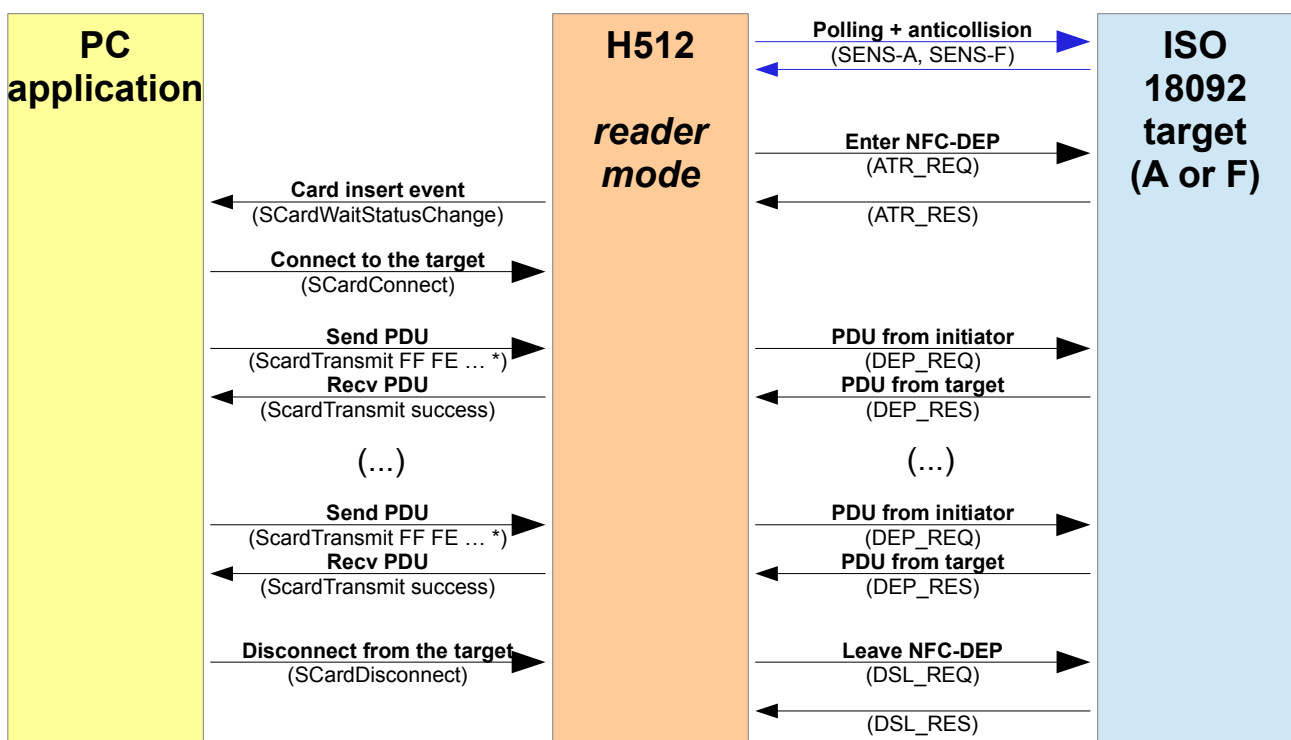 PC
application
H512
reader
mode
ISO
18092
target
(A or F)
Polling + anticollision
(SENS-A, SENS-F)
Enter NFC-DEP
(ATR_REQ)
Card insert event
(SCardWaitStatusChange)
(ATR_RES)
Connect to the target
(SCardConnect)
Send PDU
(ScardTransmit FF FE … *)
PDU from initiator
(DEP_REQ)
Recv PDU
(ScardTransmit success)
PDU from target
(DEP_RES)
(...)
(...)
Send PDU
(ScardTransmit FF FE … *)
PDU from initiator
(DEP_REQ)
Recv PDU
(ScardTransmit success)
PDU from target
(DEP_RES)
Disconnect from the target
(SCardDisconnect)
Leave NFC-DEP
(DSL_REQ)
(DSL_RES)